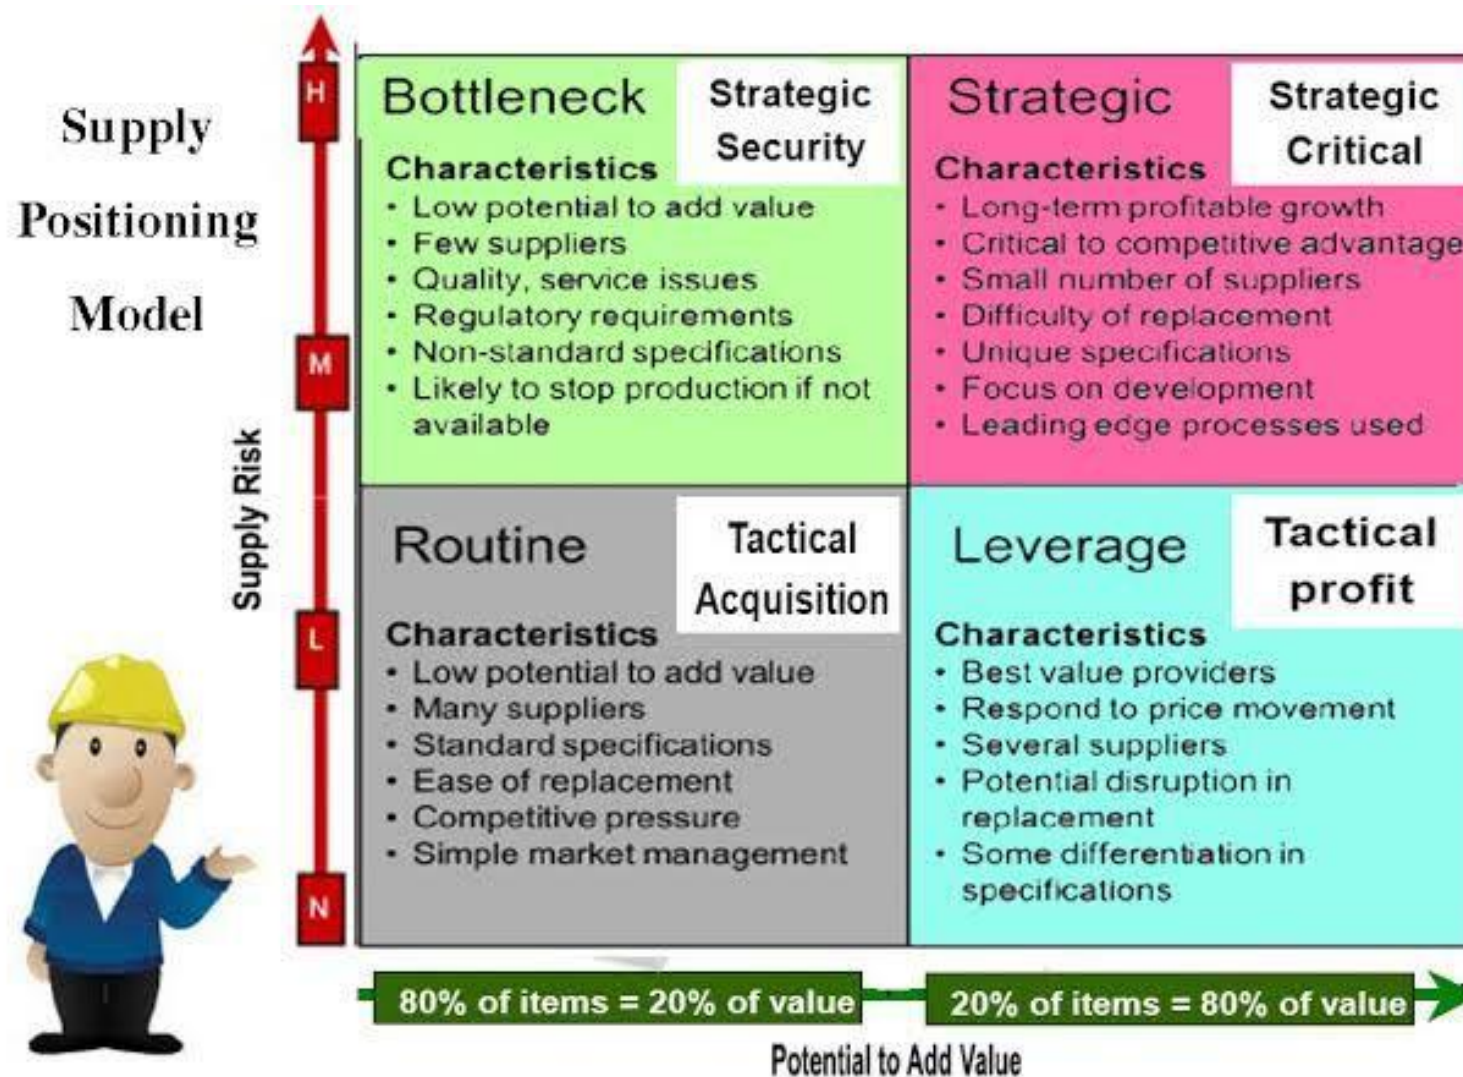 Supply
Positioning
Model
Supply Risk
H
M
L
N
Bottleneck
Strategic
Security
Characteristics
• Low potential to add value
• Few suppliers
• Quality, service issues
• Regulatory requirements
• Non-standard specifications
• Likely to stop production if not
available
Strategic
Strategic
Critical
Characteristics
• Long-term profitable growth
• Critical to competitive advantage
• Small number of suppliers
• Difficulty of replacement
• Unique specifications
• Focus on development
• Leading edge processes used
Routine
Tactical
Acquisition
Characteristics
• Low potential to add value
• Many suppliers
• Standard specifications
• Ease of replacement
• Competitive pressure
• Simple market management
Leverage
Tactical
profit
Characteristics
• Best value providers
• Respond to price movement
• Several suppliers
• Potential disruption in
replacement
• Some differentiation in
specifications
80% of items = 20% of value
20% of items = 80% of value
Potential to Add Value